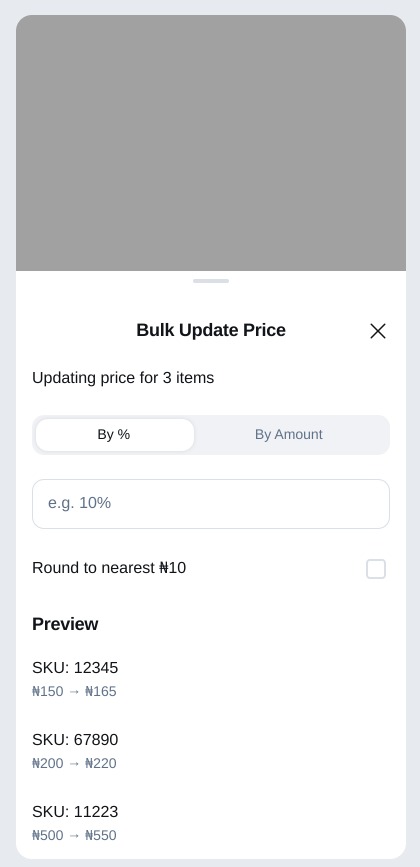 Bulk Update Price
Updating price for 3 items
By %
By Amount
e.g. 10%
Round to nearest ₦10
Preview
SKU: 12345
₦150 → ₦165
SKU: 67890
₦200 → ₦220
SKU: 11223
₦500 → ₦550